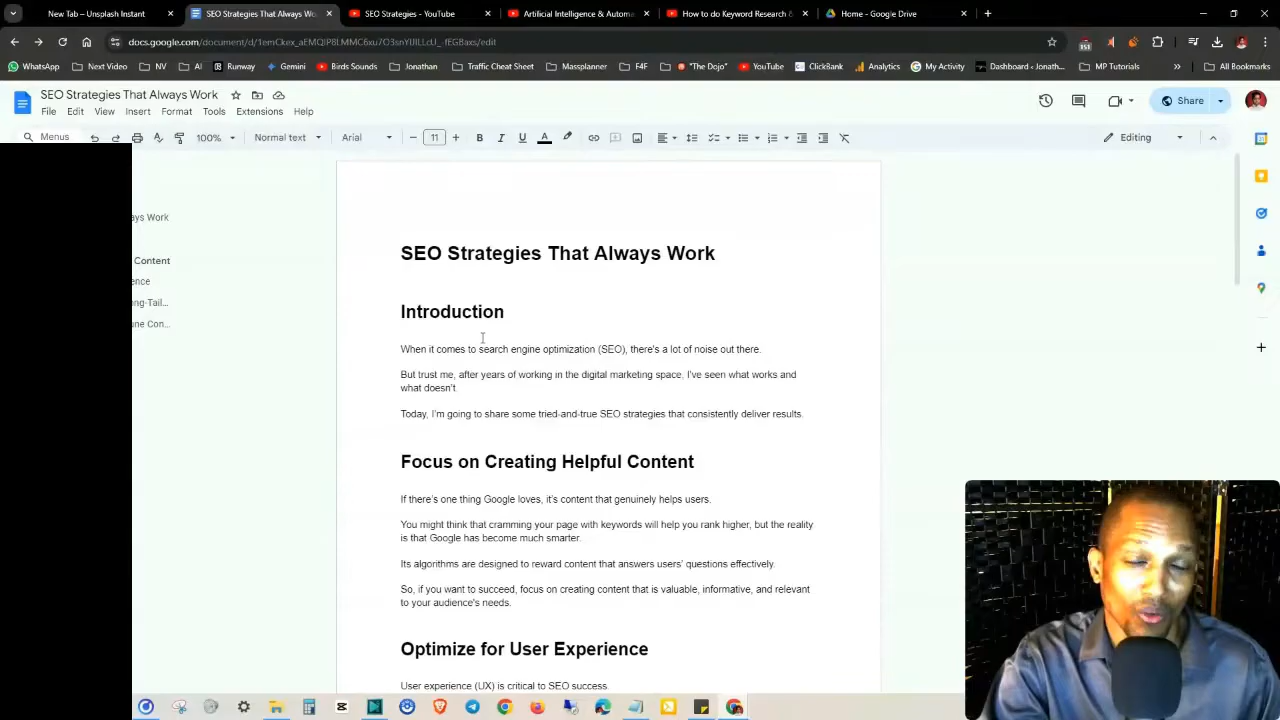 New Tab – Unsplash Instant
SEO Strategies That Always Wo
SEO Strategies - YouTube
Artificial Intelligence & Automa
How to do Keyword Research &
Home - Google Drive
WhatsApp
Next Video
NV
AI
Runway
Gemini
Birds Sounds
Jonathan
Traffic Cheat Sheet
Massplanner
F4F
"The Dojo"
YouTube
ClickBank
Analytics
My Activity
Dashboard ‹ Jonath...
MP Tutorials
All Bookmarks
SEO Strategies That Always Work
File Edit View Insert Format Tools Extensions Help
Share
Menus
100%
Normal text
Arial
11
Editing
ays Work
Content
ence
ng-Tail...
une Con...
SEO Strategies That Always Work
Introduction
When it comes to search engine optimization (SEO), there's a lot of noise out there.
But trust me, after years of working in the digital marketing space, I've seen what works and
what doesn't.
Today, I'm going to share some tried-and-true SEO strategies that consistently deliver results.
Focus on Creating Helpful Content
If there's one thing Google loves, it's content that genuinely helps users.
You might think that cramming your page with keywords will help you rank higher, but the reality
is that Google has become much smarter.
Its algorithms are designed to reward content that answers users' questions effectively.
So, if you want to succeed, focus on creating content that is valuable, informative, and relevant
to your audience's needs.
Optimize for User Experience
User experience (UX) is critical to SEO success.